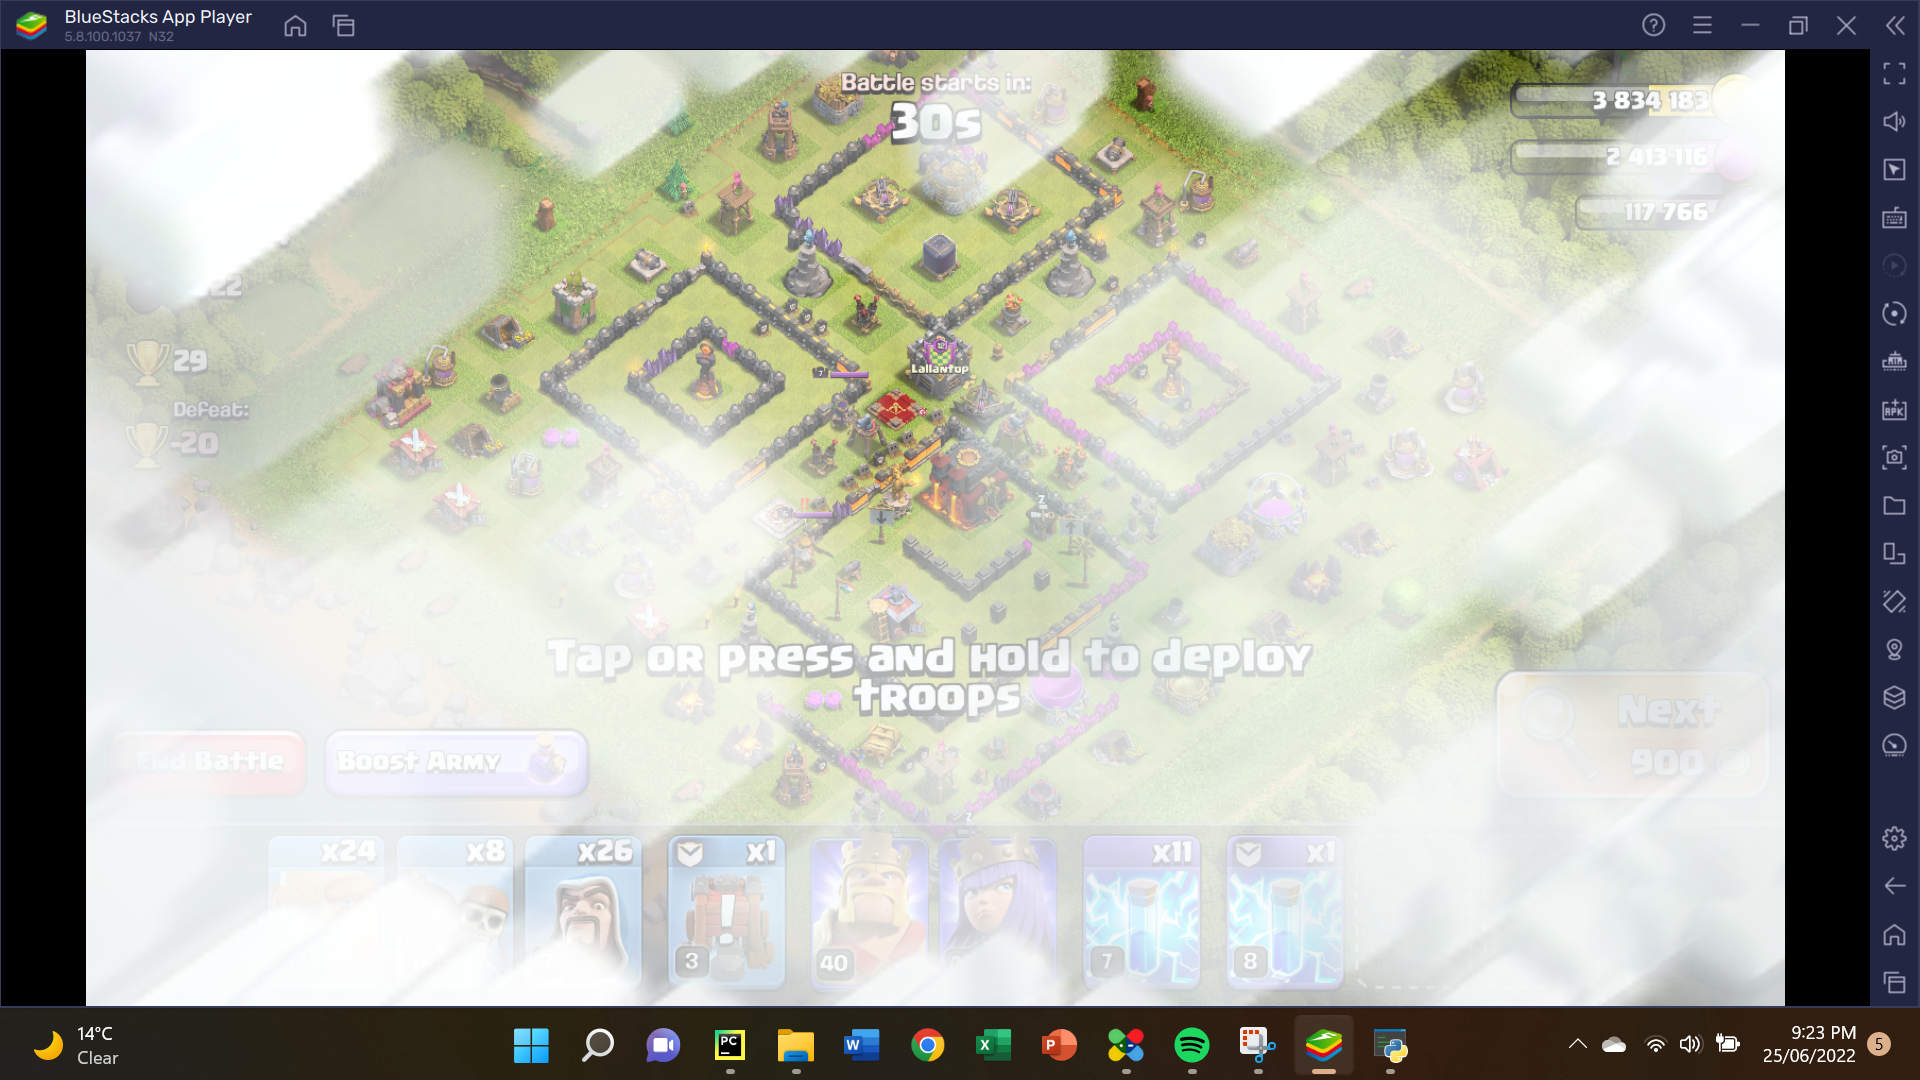 BlueStacks App Player
5.8.100.1037 N32
Battle starts in:
30s
3 834 183
2 413 116
117 766
29
Defeat:
-20
Lallantop
Tap or press and hold to deploy
troops
End Battle
Boost Army
Next
900
x24
x8
x26
x1
3
40
x11
7
x1
8
14°C
Clear
9:23 PM
25/06/2022
5